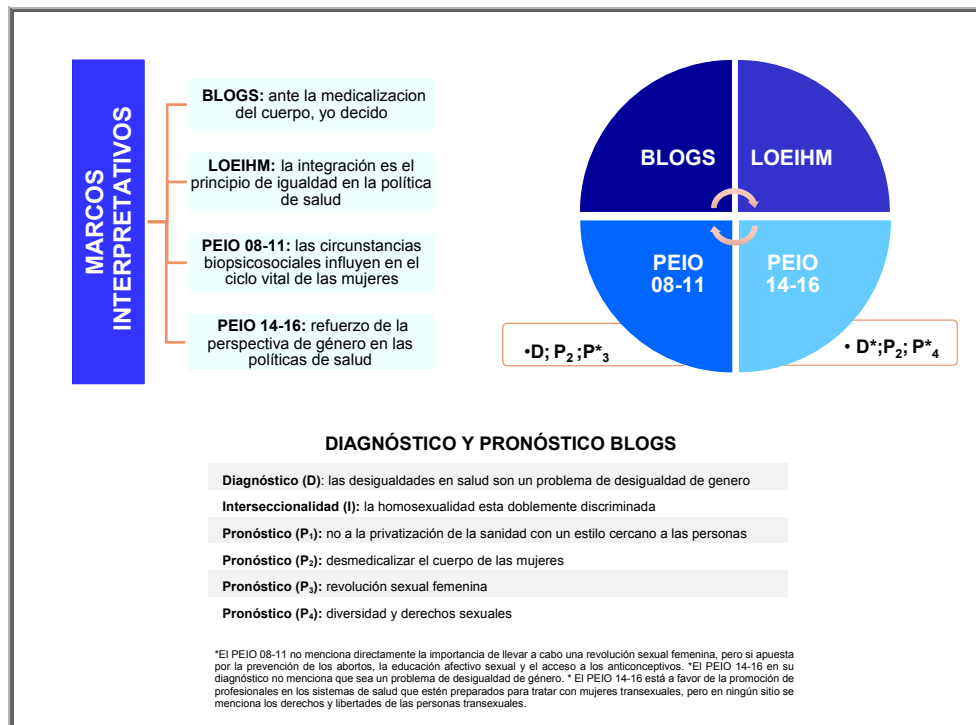 MARCOS
INTERPRETATIVOS
BLOGS: ante la medicalizacion
del cuerpo, yo decido
LOEIHM: la integración es el
principio de igualdad en la política
de salud
PEIO 08-11: las circunstancias
biopsicosociales influyen en el
ciclo vital de las mujeres
PEIO 14-16: refuerzo de la
perspectiva de género en las
políticas de salud
BLOGS
LOEIHM
PEIO
08-11
PEIO
14-16
•D; P₂ ;P*₃
• D*;P₂; P*₄
DIAGNÓSTICO Y PRONÓSTICO BLOGS
Diagnóstico (D): las desigualdades en salud son un problema de desigualdad de genero
Interseccionalidad (I): la homosexualidad esta doblemente discriminada
Pronóstico (P₁): no a la privatización de la sanidad con un estilo cercano a las personas
Pronóstico (P₂): desmedicalizar el cuerpo de las mujeres
Pronóstico (P₃): revolución sexual femenina
Pronóstico (P₄): diversidad y derechos sexuales
*El PEIO 08-11 no menciona directamente la importancia de llevar a cabo una revolución sexual femenina, pero si apuesta
por la prevención de los abortos, la educación afectivo sexual y el acceso a los anticonceptivos. *El PEIO 14-16 en su
diagnóstico no menciona que sea un problema de desigualdad de género. * El PEIO 14-16 está a favor de la promoción de
profesionales en los sistemas de salud que estén preparados para tratar con mujeres transexuales, pero en ningún sitio se
menciona los derechos y libertades de las personas transexuales.